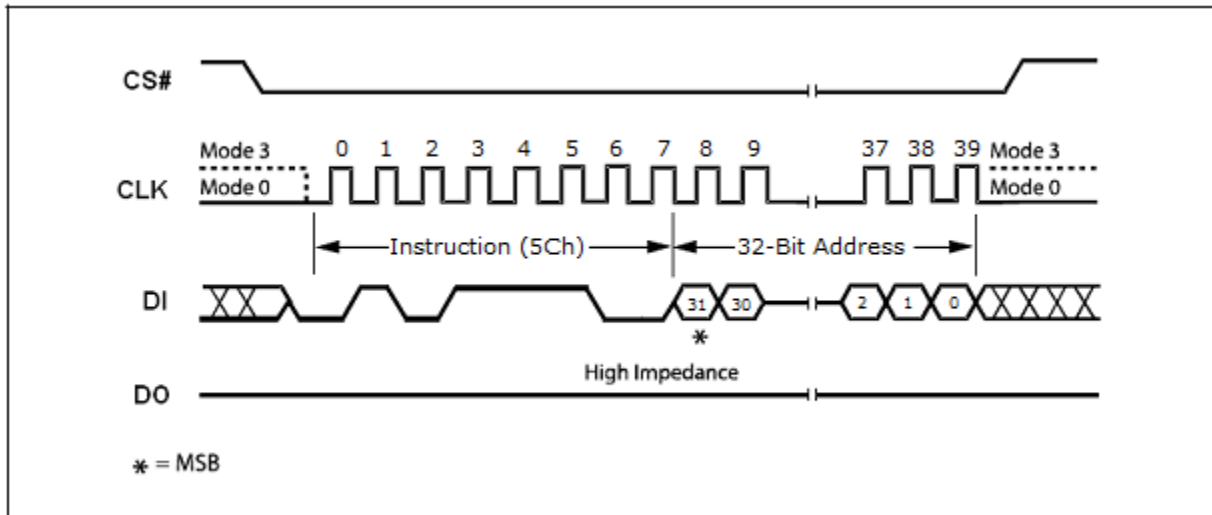 CS#
0 1 2 3 4 5 6 7 8 9 37 38 39
Mode 3 Mode 3
CLK Mode 0 Mode 0
Instruction (5Ch) 32-Bit Address
DI 31 30 2 1 0
*
High Impedance
DO
* = MSB